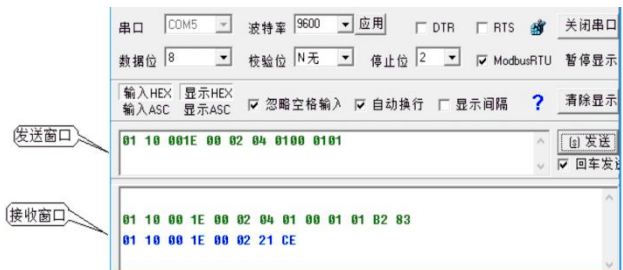 串口 COM5 波特率 9600 应用 DTR RTS 关闭串口
数据位 8 校验位 N无 停止位 2 ModbusRTU 暂停显示
输入HEX 显示HEX
输入ASC 显示ASC 忽略空格输入 自动换行 显示间隔 ? 清除显示
发送窗口
01 10 001E 00 02 04 0100 0101
(s) 发送
回车发送
接收窗口
01 10 00 1E 00 02 04 01 00 01 01 B2 83
01 10 00 1E 00 02 21 CE